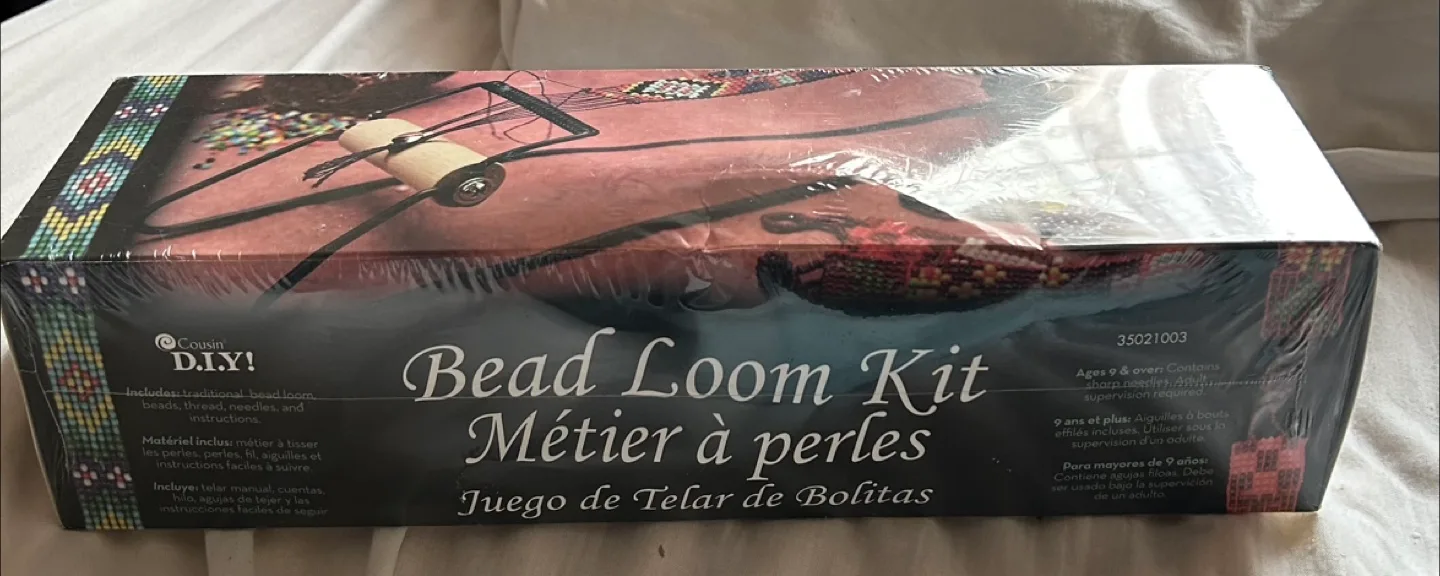 Cousin®
D.I.Y!
Includes: traditional bead loom,
beads, thread, needles, and
instructions.
Matériel inclus: métier à tisser
les perles, perles, fil, aiguilles et
instructions faciles à suivre
Incluye: telar manual, cuentas,
hilo, agujas de tejer y las
instrucciones faciles de seguir
Bead Loom Kit
Métier à perles
Juego de Telar de Bolitas
35021003
Ages 9 & over: Contains
sharp needles. Adult
supervision required.
9 ans et plus: Aiguilles à bouts
effilés incluses. Utiliser sous la
supervision d'un adulte.
Para mayores de 9 años:
Contiene agujas filoas. Debe
ser usado bajo la supervisión
de un adulto.